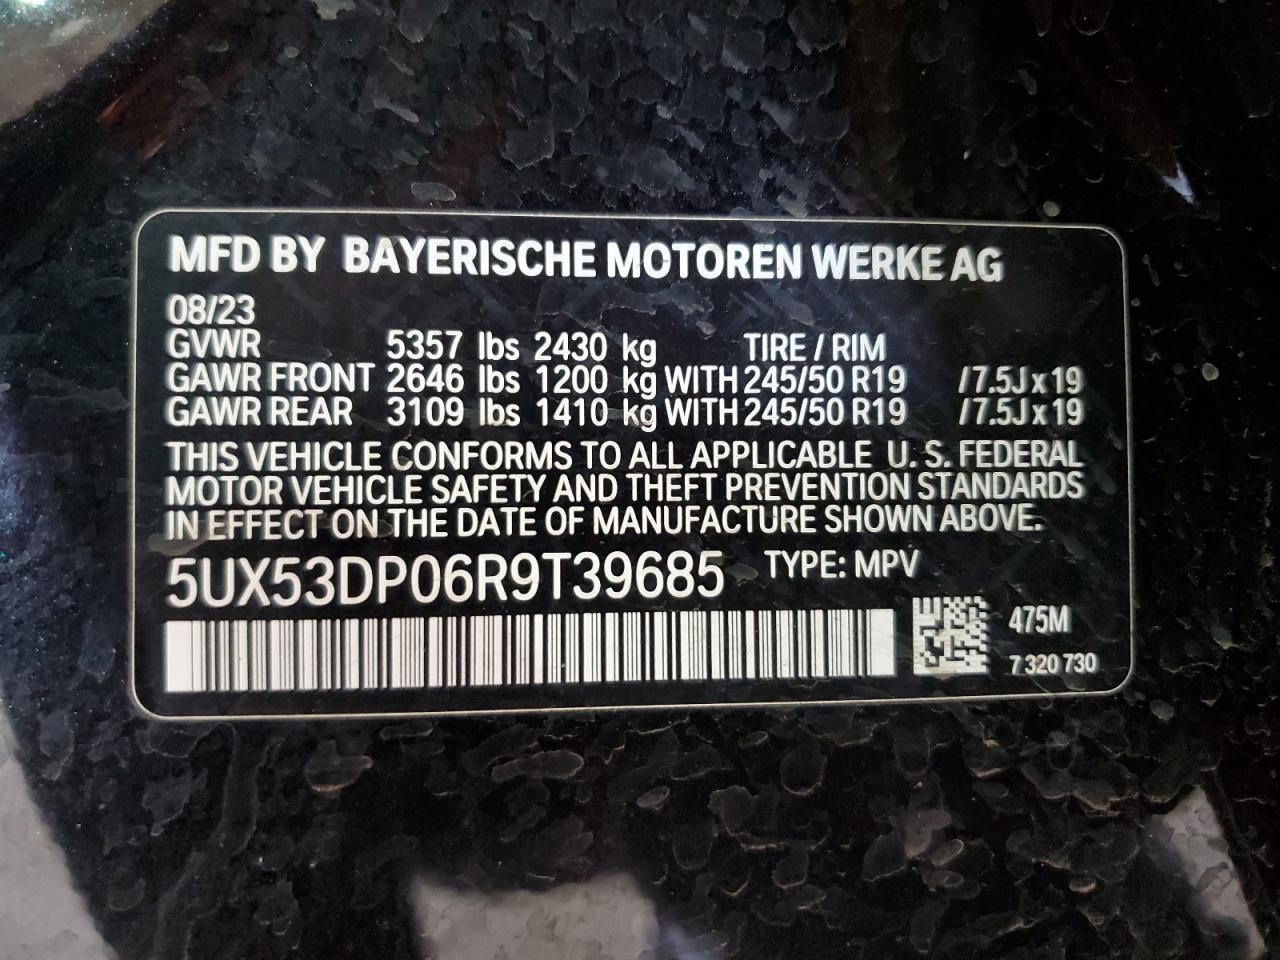 MFD BY BAYERISCHE MOTOREN WERKE AG
08/23
GVWR 5357 lbs 2430 kg TIRE / RIM
GAWR FRONT 2646 lbs 1200 kg WITH 245/50 R19 /7.5J x 19
GAWR REAR 3109 lbs 1410 kg WITH 245/50 R19 /7.5J x 19
THIS VEHICLE CONFORMS TO ALL APPLICABLE U. S. FEDERAL
MOTOR VEHICLE SAFETY AND THEFT PREVENTION STANDARDS
IN EFFECT ON THE DATE OF MANUFACTURE SHOWN ABOVE.
5UX53DP06R9T39685 TYPE: MPV
475M
7 320 730